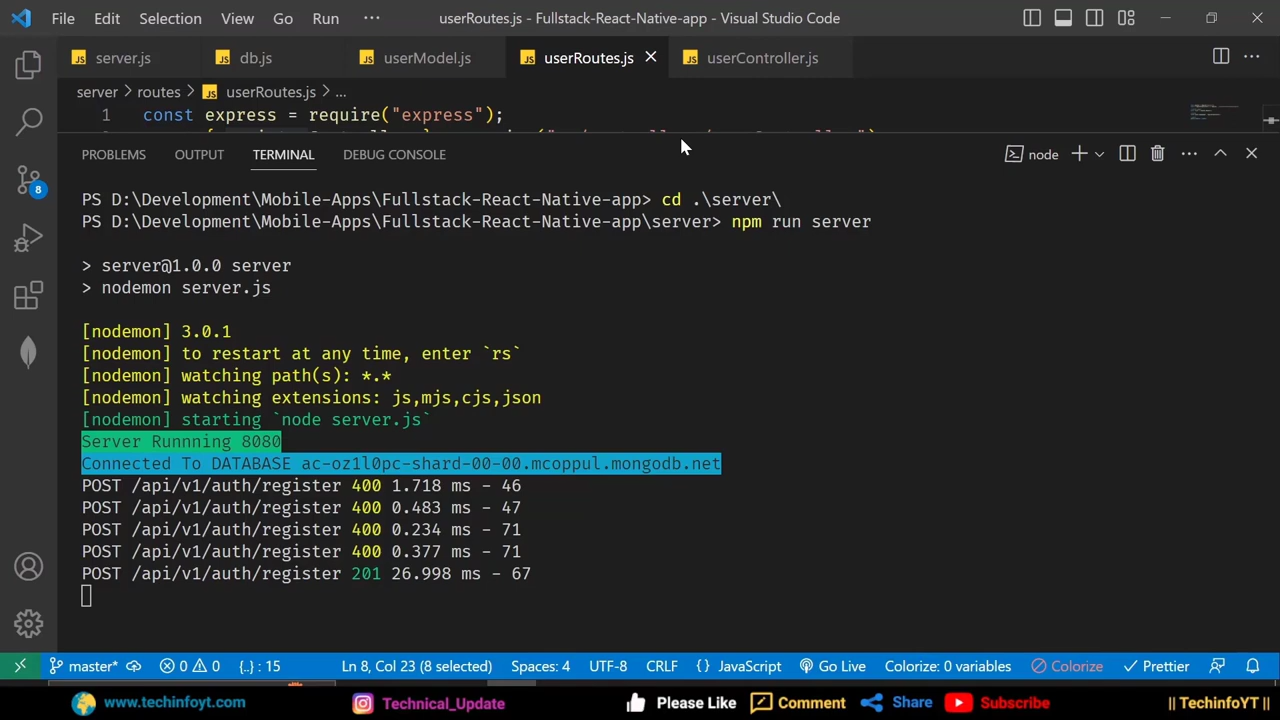 File Edit Selection View Go Run ··· userRoutes.js - Fullstack-React-Native-app - Visual Studio Code
server.js db.js userModel.js userRoutes.js userController.js
server > routes > userRoutes.js > ...
1 const express = require("express");
PROBLEMS OUTPUT TERMINAL DEBUG CONSOLE node
PS D:\Development\Mobile-Apps\Fullstack-React-Native-app> cd .\server\
PS D:\Development\Mobile-Apps\Fullstack-React-Native-app\server> npm run server
> server@1.0.0 server
> nodemon server.js
[nodemon] 3.0.1
[nodemon] to restart at any time, enter `rs`
[nodemon] watching path(s): *.*
[nodemon] watching extensions: js,mjs,cjs,json
[nodemon] starting `node server.js`
Server Runnning 8080
Connected To DATABASE ac-oz1l0pc-shard-00-00.mcoppul.mongodb.net
POST /api/v1/auth/register 400 1.718 ms - 46
POST /api/v1/auth/register 400 0.483 ms - 47
POST /api/v1/auth/register 400 0.234 ms - 71
POST /api/v1/auth/register 400 0.377 ms - 71
POST /api/v1/auth/register 201 26.998 ms - 67
8
master* 0 0 {..} : 15 Ln 8, Col 23 (8 selected) Spaces: 4 UTF-8 CRLF {} JavaScript Go Live Colorize: 0 variables Colorize Prettier
www.techinfoyt.com Technical_Update Please Like Comment Share Subscribe || TechinfoYT ||